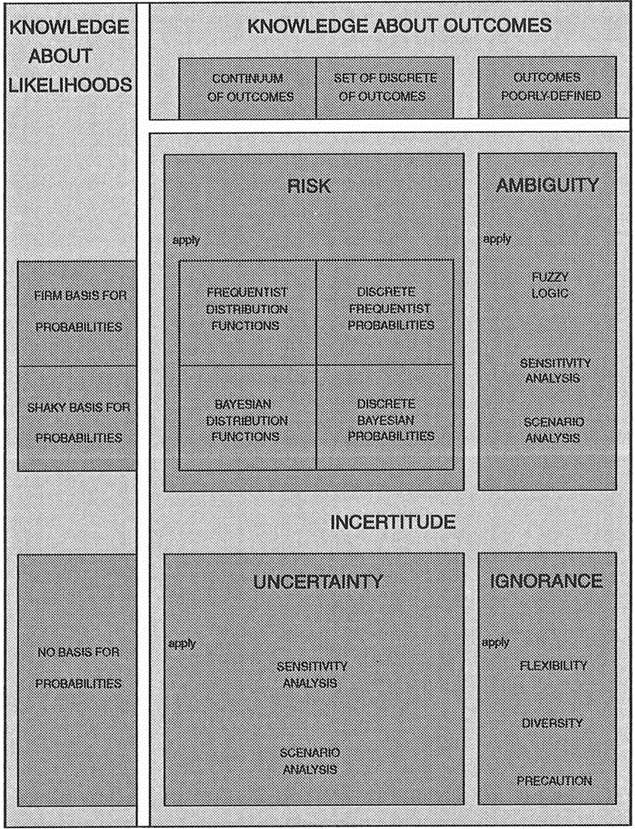 KNOWLEDGE
ABOUT
LIKELIHOODS
KNOWLEDGE ABOUT OUTCOMES
CONTINUUM
OF OUTCOMES
SET OF DISCRETE
OF OUTCOMES
OUTCOMES
POORLY-DEFINED
FIRM BASIS FOR
PROBABILITIES
SHAKY BASIS FOR
PROBABILITIES
NO BASIS FOR
PROBABILITIES
RISK
apply
FREQUENTIST
DISTRIBUTION
FUNCTIONS
DISCRETE
FREQUENTIST
PROBABILITIES
BAYESIAN
DISTRIBUTION
FUNCTIONS
DISCRETE
BAYESIAN
PROBABILITIES
AMBIGUITY
apply
FUZZY
LOGIC
SENSITIVITY
ANALYSIS
SCENARIO
ANALYSIS
INCERTITUDE
UNCERTAINTY
apply
SENSITIVITY
ANALYSIS
SCENARIO
ANALYSIS
IGNORANCE
apply
FLEXIBILITY
DIVERSITY
PRECAUTION